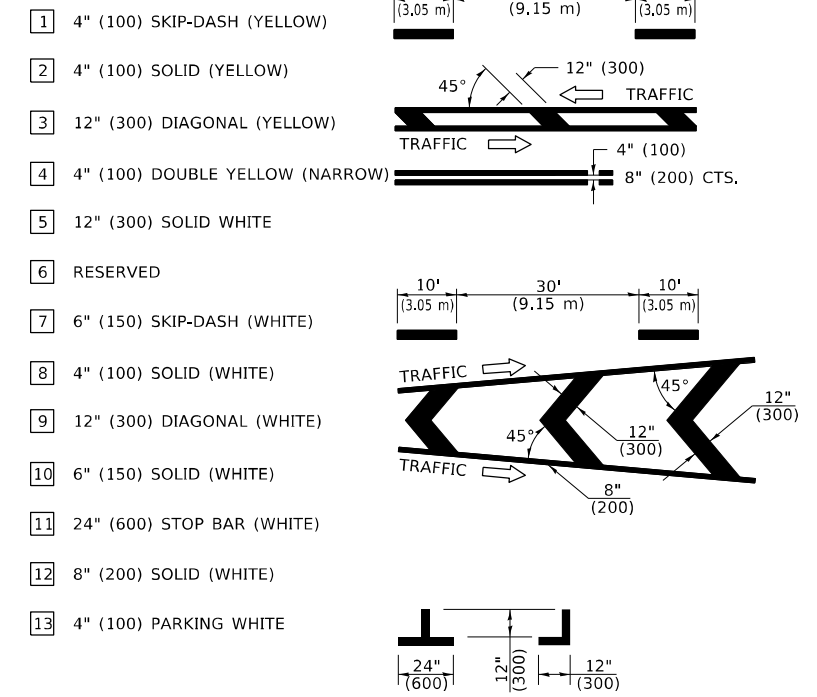 (3.05 m) (9.15 m) (3.05 m)
1 4" (100) SKIP-DASH (YELLOW)
2 4" (100) SOLID (YELLOW)
12" (300)
45°
TRAFFIC
3 12" (300) DIAGONAL (YELLOW)
TRAFFIC
4" (100)
4 4" (100) DOUBLE YELLOW (NARROW)
8" (200) CTS.
5 12" (300) SOLID WHITE
6 RESERVED
10' 30' 10'
(3.05 m) (9.15 m) (3.05 m)
7 6" (150) SKIP-DASH (WHITE)
8 4" (100) SOLID (WHITE)
TRAFFIC
45°
12"
(300)
9 12" (300) DIAGONAL (WHITE)
45°
12"
(300)
10 6" (150) SOLID (WHITE)
TRAFFIC
8"
(200)
11 24" (600) STOP BAR (WHITE)
12 8" (200) SOLID (WHITE)
13 4" (100) PARKING WHITE
24"
(600)
12"
(300)
12"
(300)